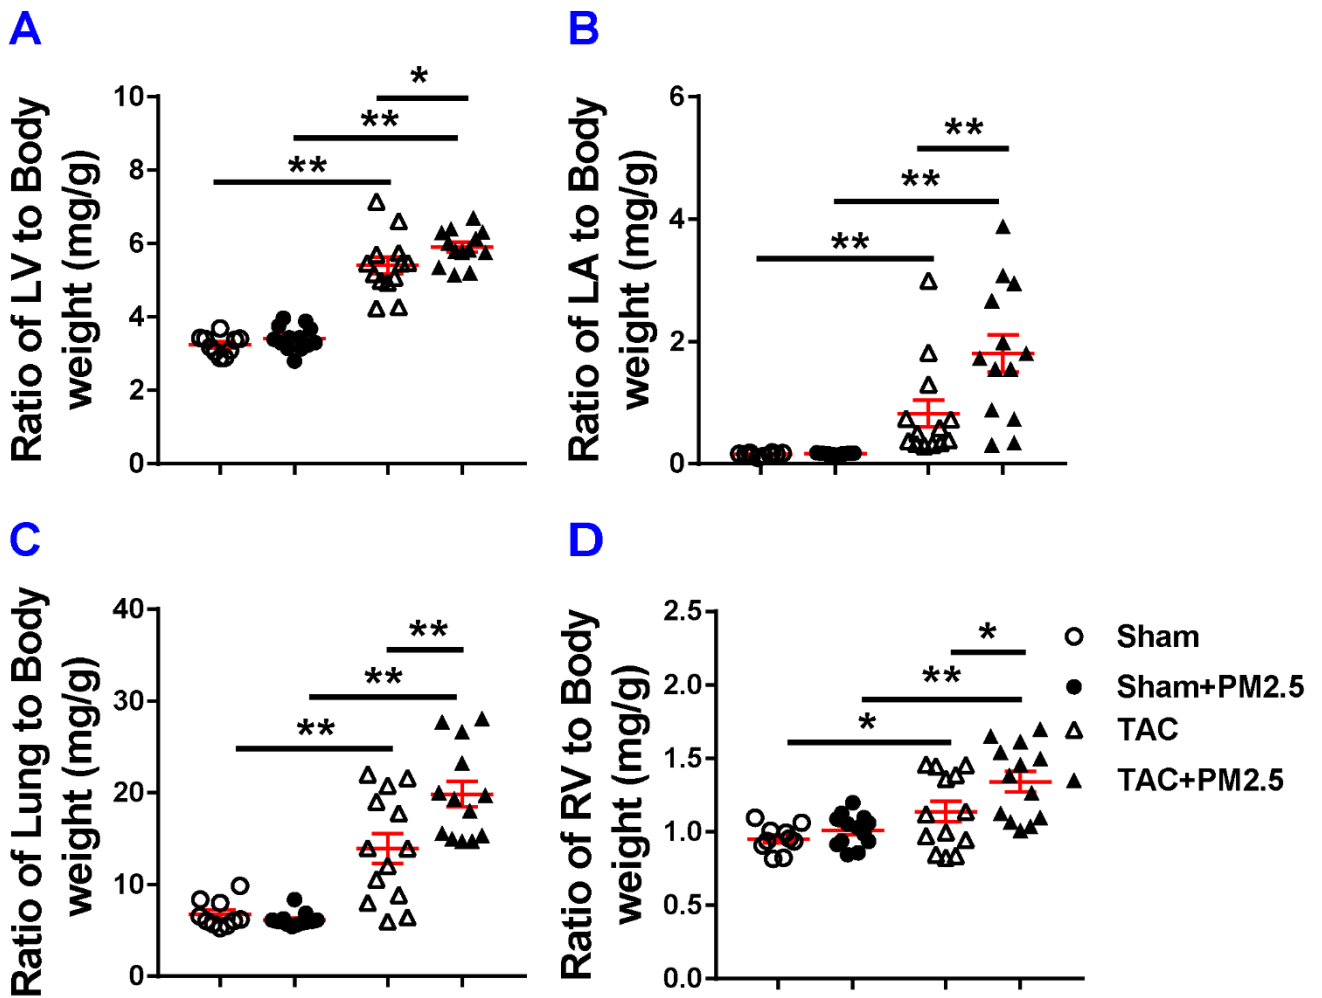 A
Ratio of LV to Body
weight (mg/g)
10
8
6
4
2
0
*
**
**
B
Ratio of LA to Body
weight (mg/g)
6
4
2
0
**
**
**
C
Ratio of Lung to Body
weight (mg/g)
40
30
20
10
0
**
**
**
D
Ratio of RV to Body
weight (mg/g)
2.5
2.0
1.5
1.0
0.5
0.0
*
**
*
Sham
Sham+PM2.5
TAC
TAC+PM2.5